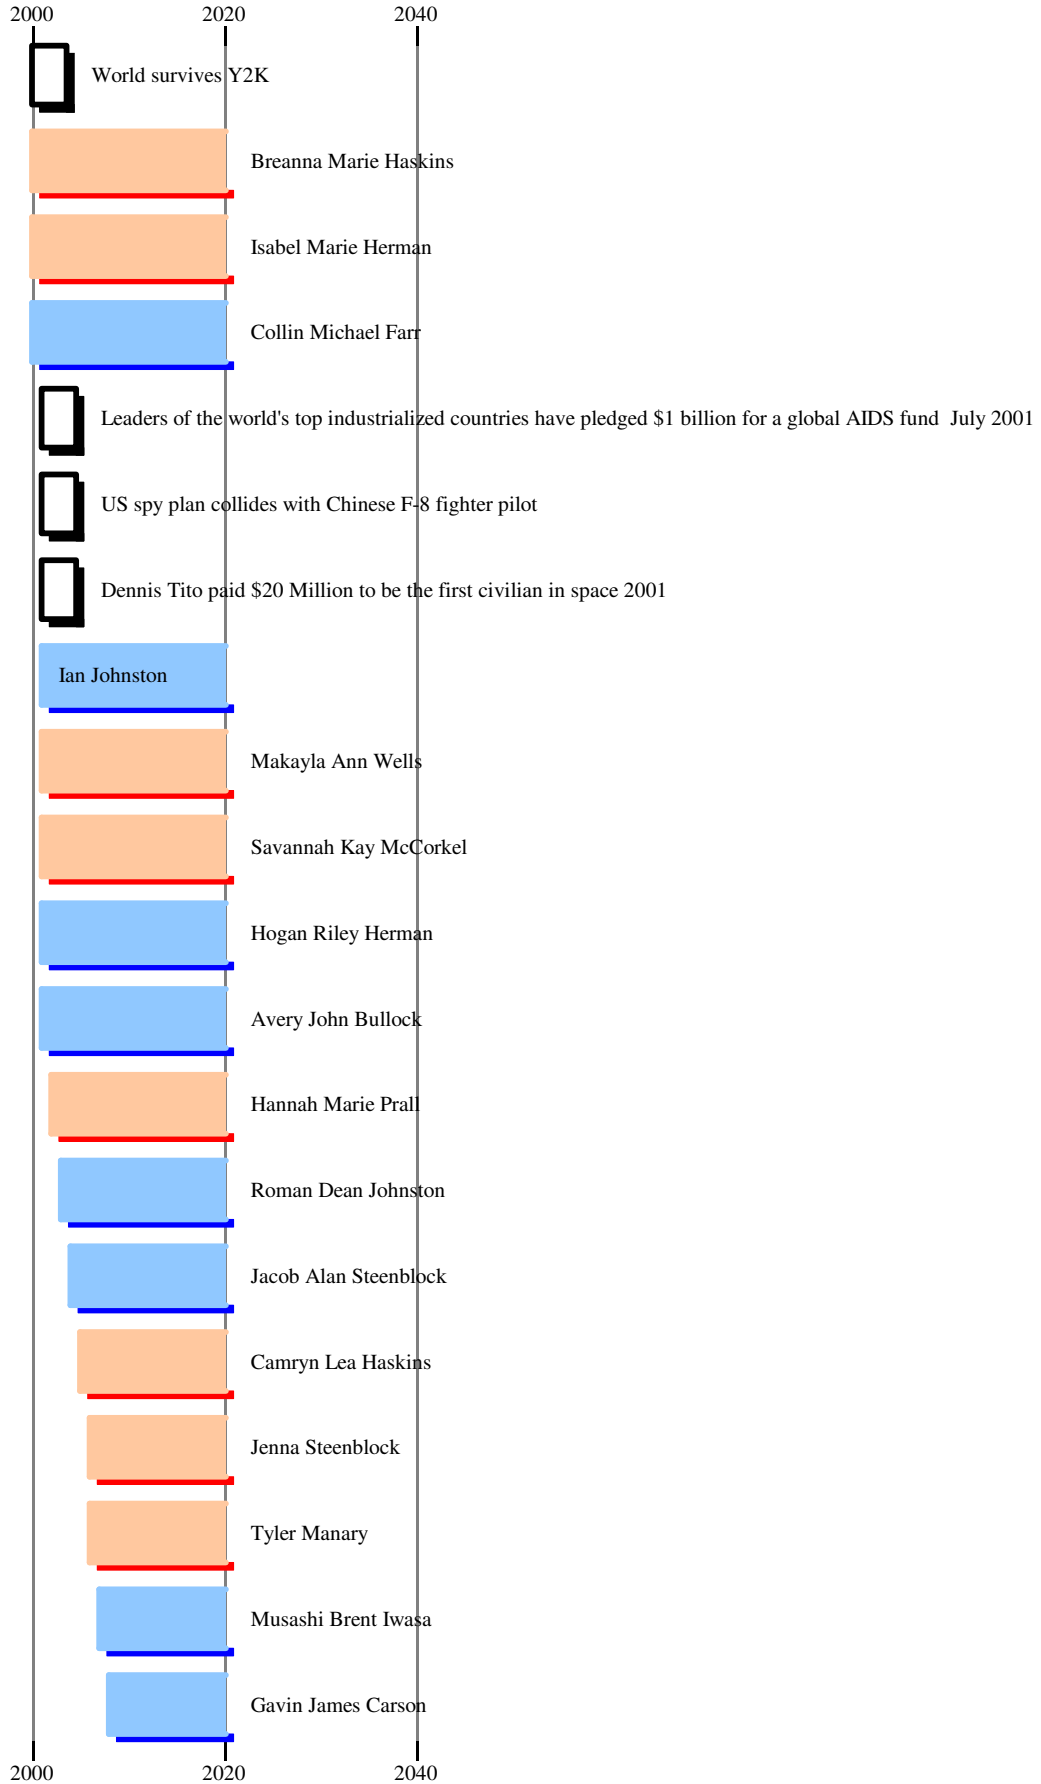 2000 2020 2040
World survives Y2K
Breanna Marie Haskins
Isabel Marie Herman
Collin Michael Farr
Leaders of the world's top industrialized countries have pledged $1 billion for a global AIDS fund  July 2001
US spy plan collides with Chinese F-8 fighter pilot
Dennis Tito paid $20 Million to be the first civilian in space 2001
Ian Johnston
Makayla Ann Wells
Savannah Kay McCorkel
Hogan Riley Herman
Avery John Bullock
Hannah Marie Prall
Roman Dean Johnston
Jacob Alan Steenblock
Camryn Lea Haskins
Jenna Steenblock
Tyler Manary
Musashi Brent Iwasa
Gavin James Carson
2000 2020 2040